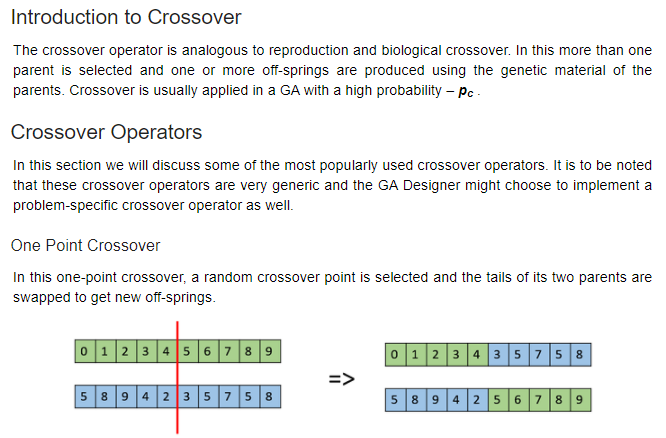 Introduction to Crossover
The crossover operator is analogous to reproduction and biological crossover. In this more than one
parent is selected and one or more off-springs are produced using the genetic material of the
parents. Crossover is usually applied in a GA with a high probability – pc .
Crossover Operators
In this section we will discuss some of the most popularly used crossover operators. It is to be noted
that these crossover operators are very generic and the GA Designer might choose to implement a
problem-specific crossover operator as well.
One Point Crossover
In this one-point crossover, a random crossover point is selected and the tails of its two parents are
swapped to get new off-springs.
0 1 2 3 4 5 6 7 8 9
5 8 9 4 2 3 5 7 5 8
=>
0 1 2 3 4 3 5 7 5 8
5 8 9 4 2 5 6 7 8 9